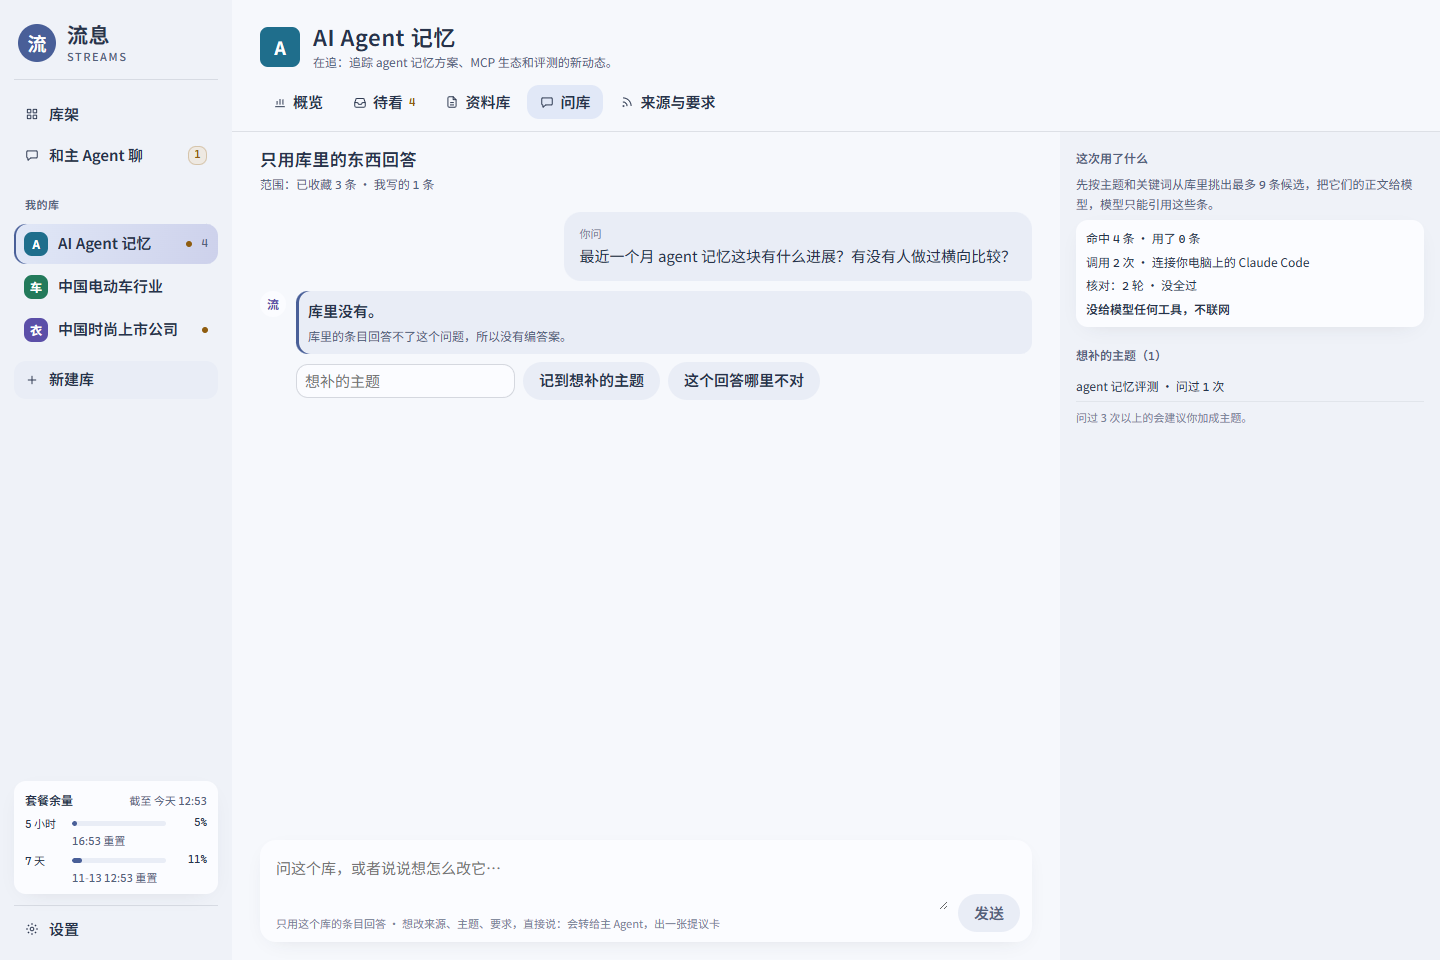 流
流息
STREAMS
库架
和主 Agent 聊
1
我的库
A
AI Agent 记忆
4
车
中国电动车行业
衣
中国时尚上市公司
新建库
套餐余量
截至 今天 12:53
5 小时
5%
16:53 重置
7 天
11%
11-13 12:53 重置
设置
A
AI Agent 记忆
在追：追踪 agent 记忆方案、MCP 生态和评测的新动态。
概览
待看 4
资料库
问库
来源与要求
只用库里的东西回答
范围：已收藏 3 条 · 我写的 1 条
你问
最近一个月 agent 记忆这块有什么进展？有没有人做过横向比较？
流
库里没有。
库里的条目回答不了这个问题，所以没有编答案。
想补的主题
记到想补的主题
这个回答哪里不对
问这个库，或者说说想怎么改它…
只用这个库的条目回答 · 想改来源、主题、要求，直接说：会转给主 Agent，出一张提议卡
发送
这次用了什么
先按主题和关键词从库里挑出最多 9 条候选，把它们的正文给模
型，模型只能引用这些条。
命中 4 条 · 用了 0 条
调用 2 次 · 连接你电脑上的 Claude Code
核对：2 轮 · 没全过
没给模型任何工具，不联网
想补的主题（1）
agent 记忆评测 · 问过 1 次
问过 3 次以上的会建议你加成主题。